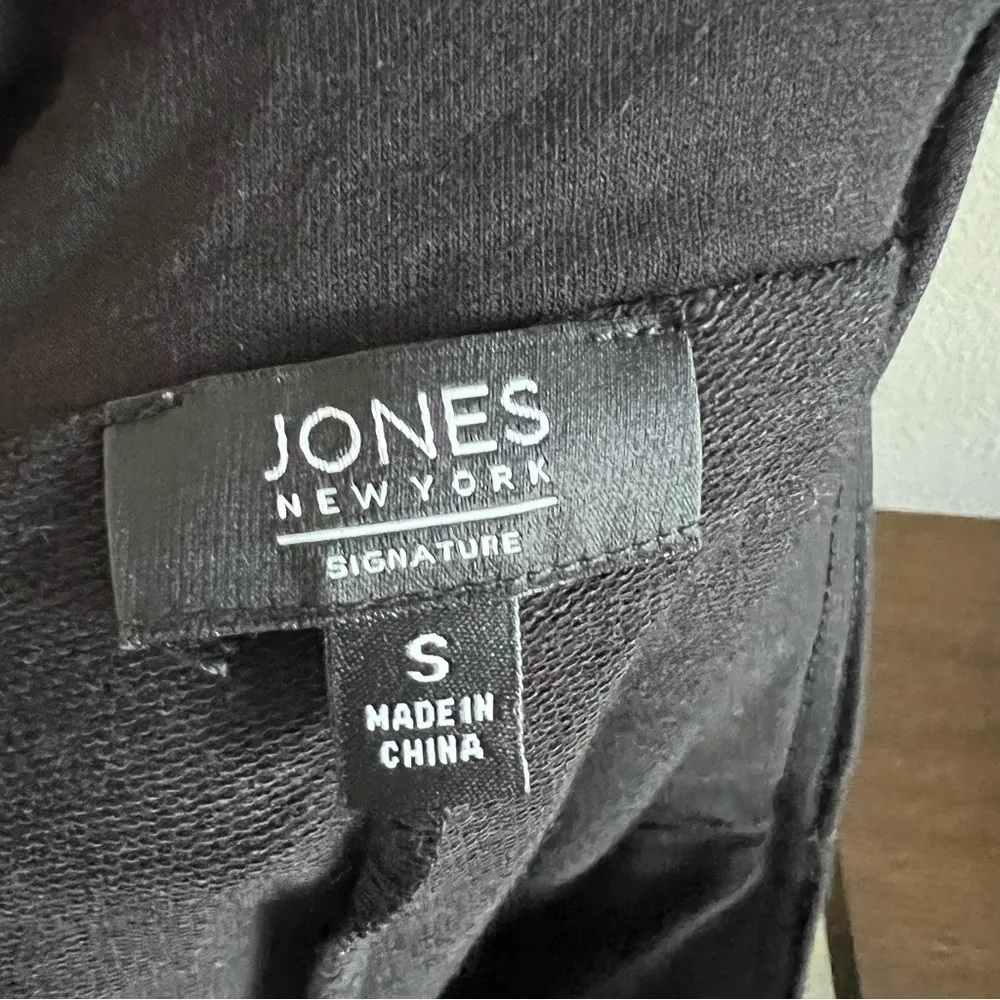 JONES
NEW YORK
SIGNATURE
S
MADE IN
CHINA